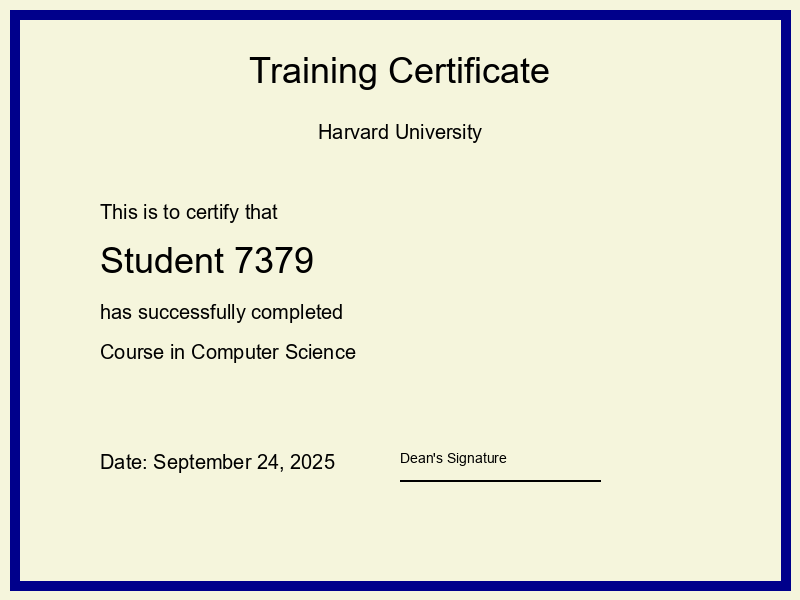 Training Certificate
Harvard University
This is to certify that
Student 7379
has successfully completed
Course in Computer Science
Date: September 24, 2025
Dean's Signature